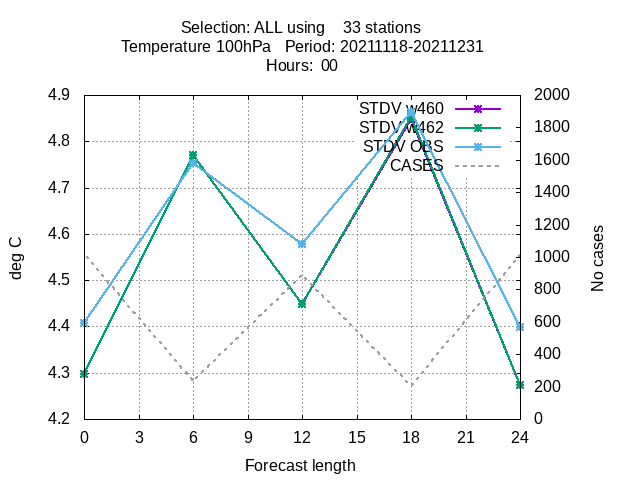 Selection: ALL using    33 stations
Temperature 100hPa   Period: 20211118-20211231
Hours:  00
STDV w460
STDV w462
STDV OBS
CASES
4.9
4.8
4.7
4.6
4.5
4.4
4.3
4.2
deg C
2000
1800
1600
1400
1200
1000
800
600
400
200
0
No cases
0 3 6 9 12 15 18 21 24
Forecast length